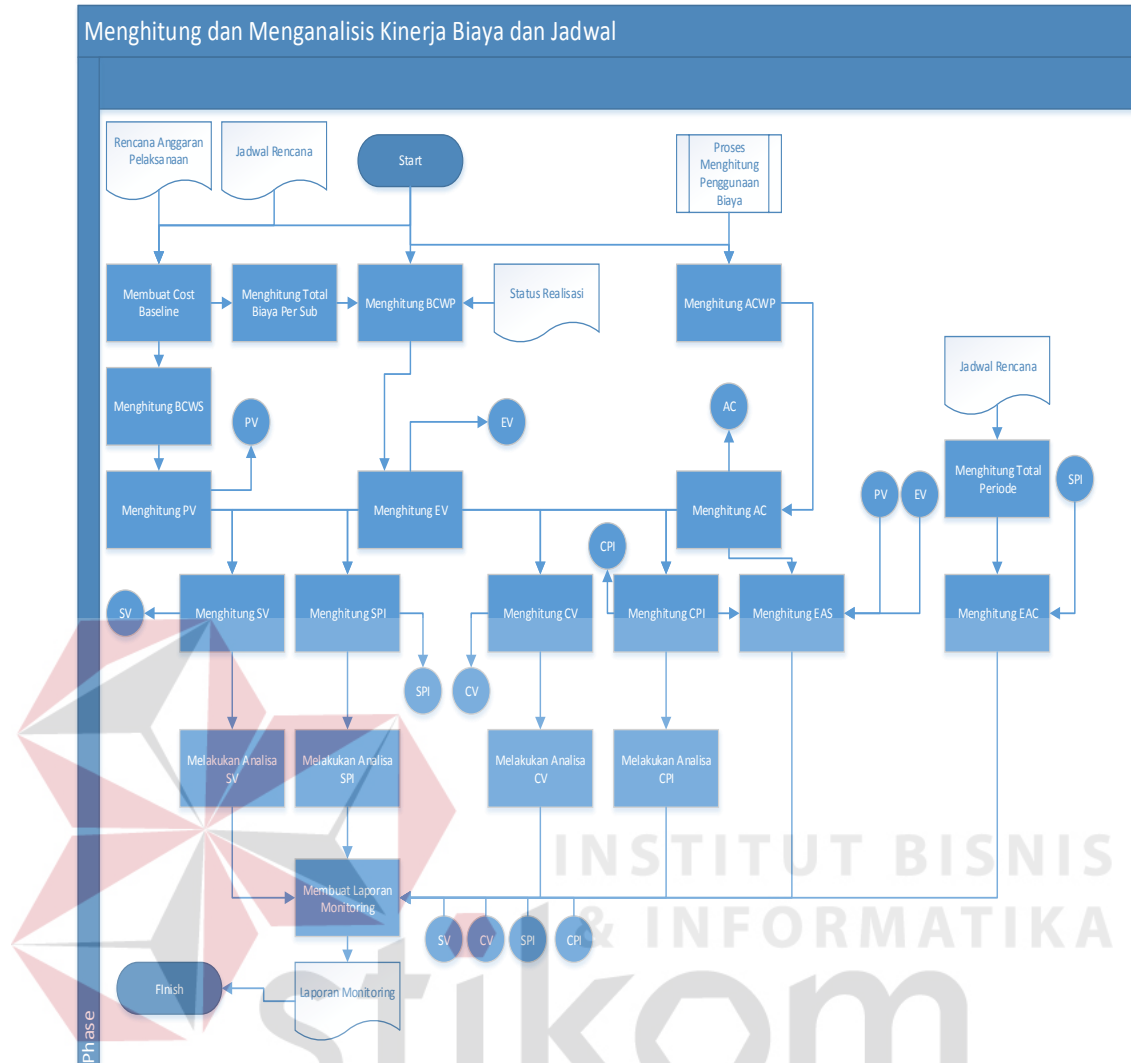 Menghitung dan Menganalisis Kinerja Biaya dan Jadwal
Rencana Anggaran
Pelaksanaan
Jadwal Rencana
Start
Proses
Menghitung
Penggunaan
Biaya
Membuat Cost
Baseline
Menghitung Total
Biaya Per Sub
Menghitung BCWP
Status Realisasi
Menghitung ACWP
Jadwal Rencana
Menghitung BCWS
PV
EV
AC
Menghitung PV
Menghitung EV
Menghitung AC
PV
EV
Menghitung Total
Periode
SPI
CPI
SV
Menghitung SV
Menghitung SPI
Menghitung CV
Menghitung CPI
Menghitung EAS
Menghitung EAC
SPI
CV
Melakukan Analisa
SV
Melakukan Analisa
SPI
Melakukan Analisa
CV
Melakukan Analisa
CPI
INSTITUT BISNIS
& INFORMATIKA
Membuat Laporan
Monitoring
SV
CV
SPI
CPI
stikom
FInish
Laporan Monitoring
Phase